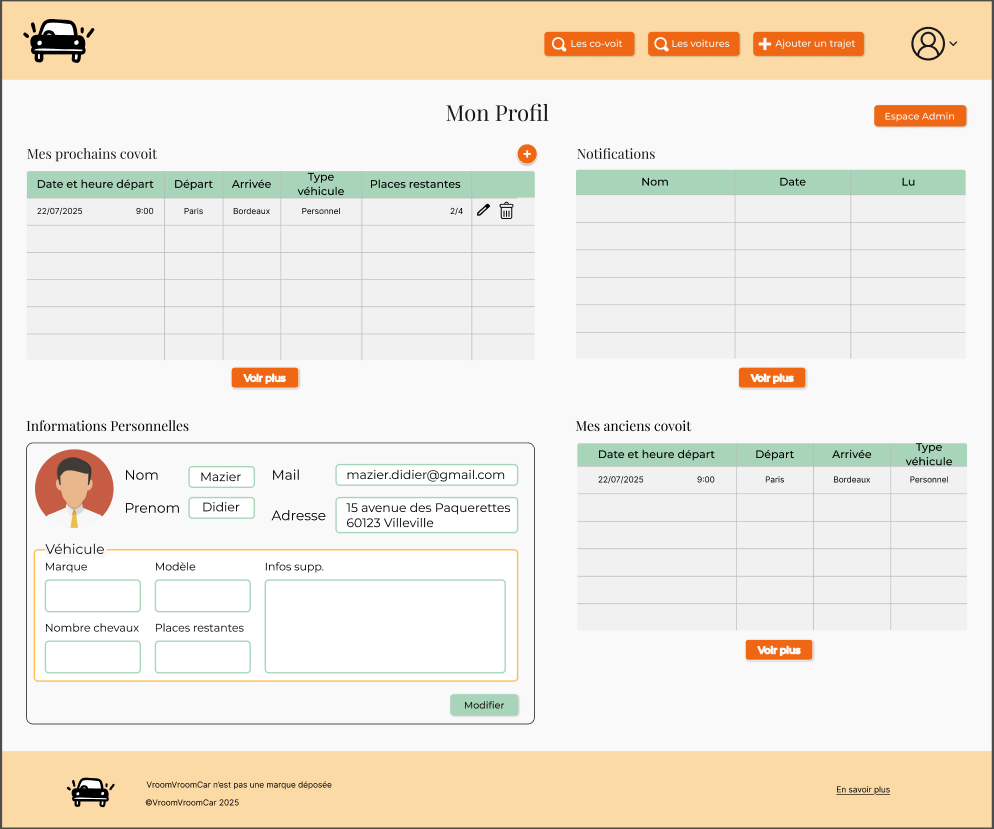 Les co-voit
Les voitures
Ajouter un trajet
Mon Profil
Espace Admin
Mes prochains covoit
Date et heure départ Départ Arrivée Type véhicule Places restantes
22/07/2025 9:00 Paris Bordeaux Personnel 2/4
Voir plus
Notifications
Nom Date Lu
Voir plus
Informations Personnelles
Nom Mazier
Prenom Didier
Mail mazier.didier@gmail.com
Adresse 15 avenue des Paquerettes
60123 Villeville
Véhicule
Marque Modèle Infos supp.
Nombre chevaux Places restantes
Modifier
Mes anciens covoit
Date et heure départ Départ Arrivée Type véhicule
22/07/2025 9:00 Paris Bordeaux Personnel
Voir plus
VroomVroomCar n'est pas une marque déposée
©VroomVroomCar 2025
En savoir plus